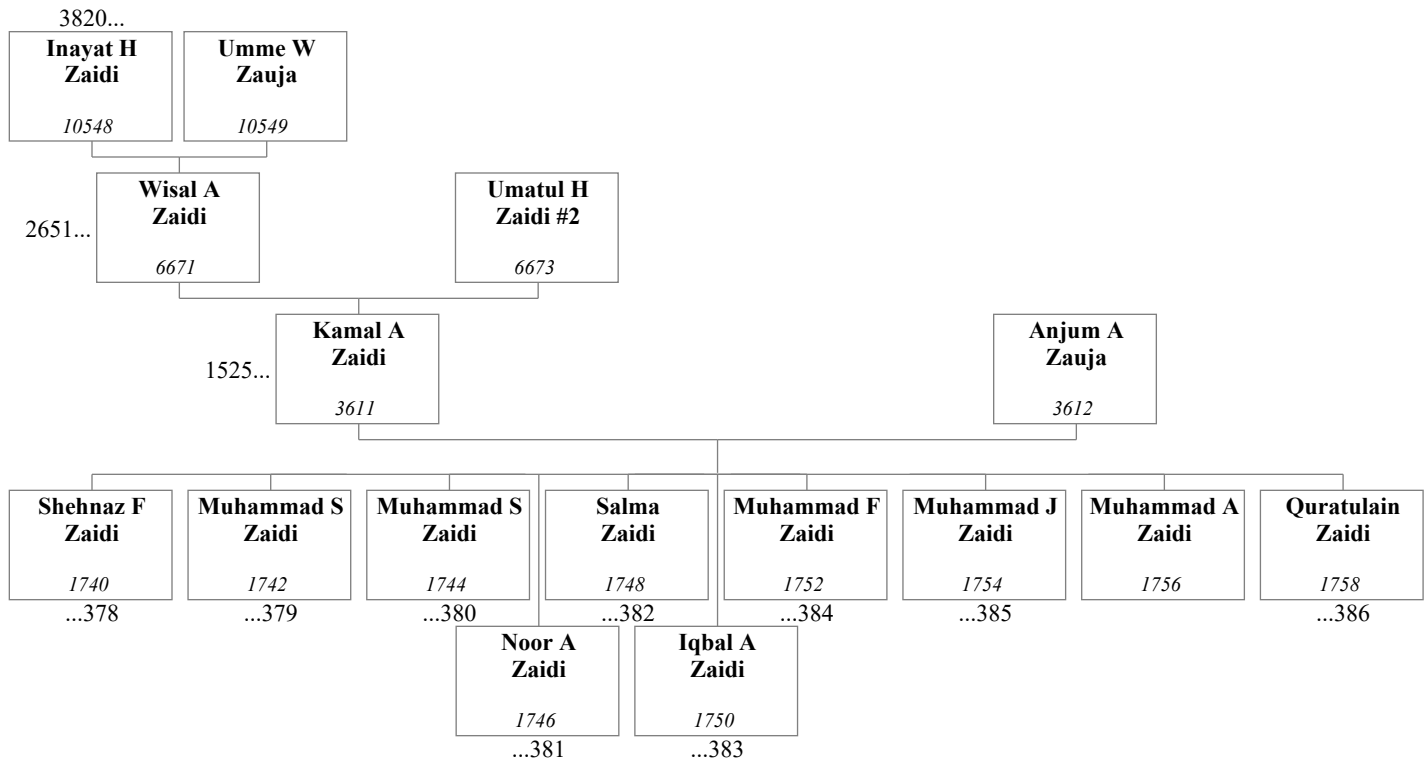 3820...
Inayat H
Zaidi
10548
Umme W
Zauja
10549
2651...
Wisal A
Zaidi
6671
Umatul H
Zaidi #2
6673
1525...
Kamal A
Zaidi
3611
Anjum A
Zauja
3612
Shehnaz F
Zaidi
1740
...378
Muhammad S
Zaidi
1742
...379
Muhammad S
Zaidi
1744
...380
Salma
Zaidi
1748
...382
Muhammad F
Zaidi
1752
...384
Muhammad J
Zaidi
1754
...385
Muhammad A
Zaidi
1756
Quratulain
Zaidi
1758
...386
Noor A
Zaidi
1746
...381
Iqbal A
Zaidi
1750
...383